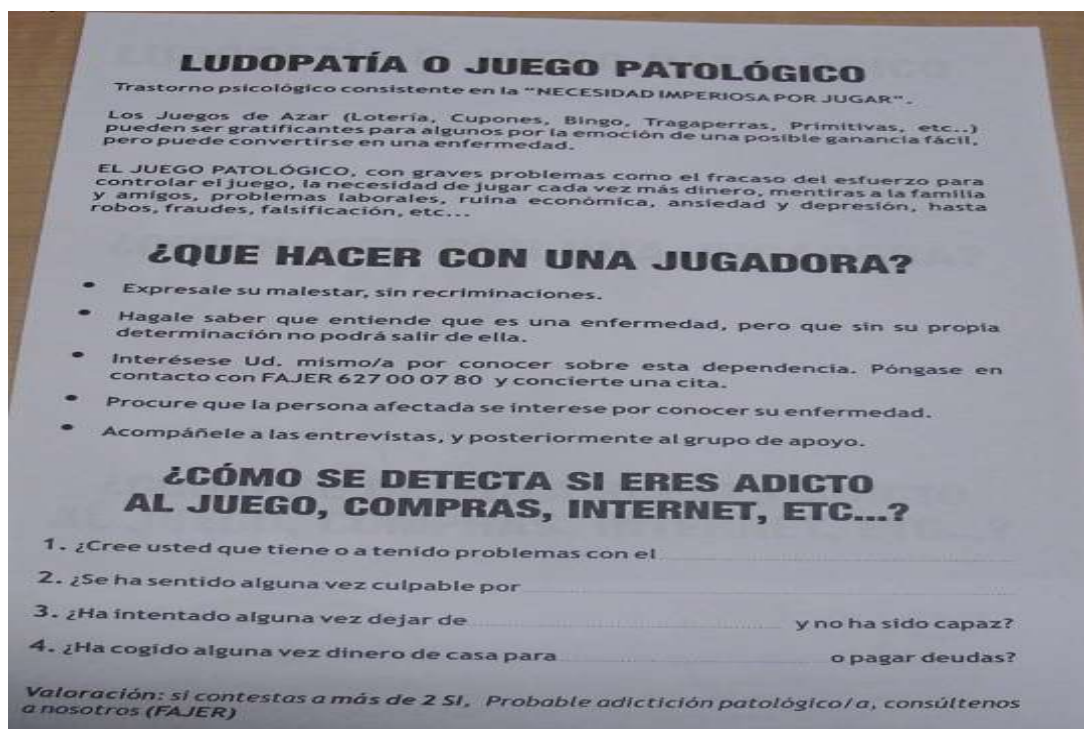 LUDOPATÍA O JUEGO PATOLÓGICO
Trastorno psicológico consistente en la "NECESIDAD IMPERIOSA POR JUGAR".
Los Juegos de Azar (Lotería, Cupones, Bingo, Tragaperras, Primitivas, etc..)
pueden ser gratificantes para algunos por la emoción de una posible ganancia fácil,
pero puede convertirse en una enfermedad.
EL JUEGO PATOLÓGICO, con graves problemas como el fracaso del esfuerzo para
controlar el juego, la necesidad de jugar cada vez más dinero, mentiras a la familia
y amigos, problemas laborales, ruina económica, ansiedad y depresión, hasta
robos, fraudes, falsificación, etc...
¿QUE HACER CON UNA JUGADORA?
• Expresale su malestar, sin recriminaciones.
• Hagale saber que entiende que es una enfermedad, pero que sin su propia
determinación no podrá salir de ella.
• Interésese Ud. mismo/a por conocer sobre esta dependencia. Póngase en
contacto con FAJER 627 00 07 80 y concierte una cita.
• Procure que la persona afectada se interese por conocer su enfermedad.
• Acompáñele a las entrevistas, y posteriormente al grupo de apoyo.
¿CÓMO SE DETECTA SI ERES ADICTO
AL JUEGO, COMPRAS, INTERNET, ETC...?
1. ¿Cree usted que tiene o a tenido problemas con el
2. ¿Se ha sentido alguna vez culpable por
3. ¿Ha intentado alguna vez dejar de y no ha sido capaz?
4. ¿Ha cogido alguna vez dinero de casa para o pagar deudas?
Valoración: si contestas a más de 2 SI, Probable adictición patológico/a, consúltenos
a nosotros (FAJER)